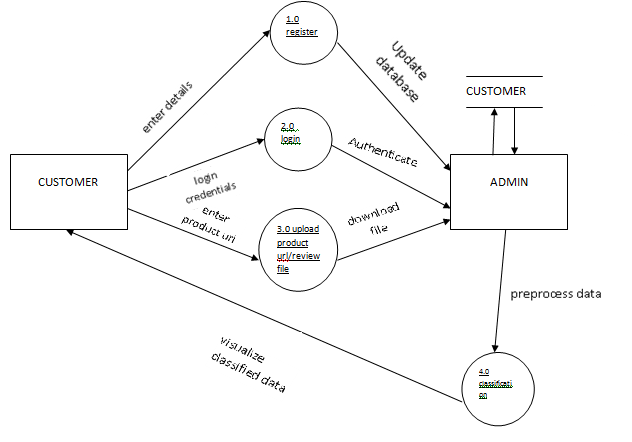 1.0
register
enter details
Update
database
CUSTOMER
2.0
login
Authenticate
CUSTOMER
ADMIN
login
credentials
enter
product url
download
file
3.0 upload
product
url/review
file
preprocess data
visualize
classified data
4.0
classificati
on